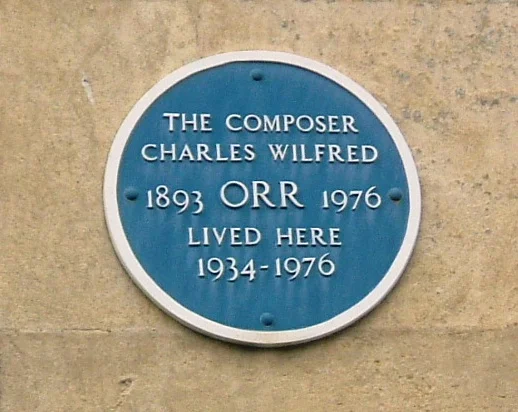 THE COMPOSER
CHARLES WILFRED
1893 ORR 1976
LIVED HERE
1934-1976